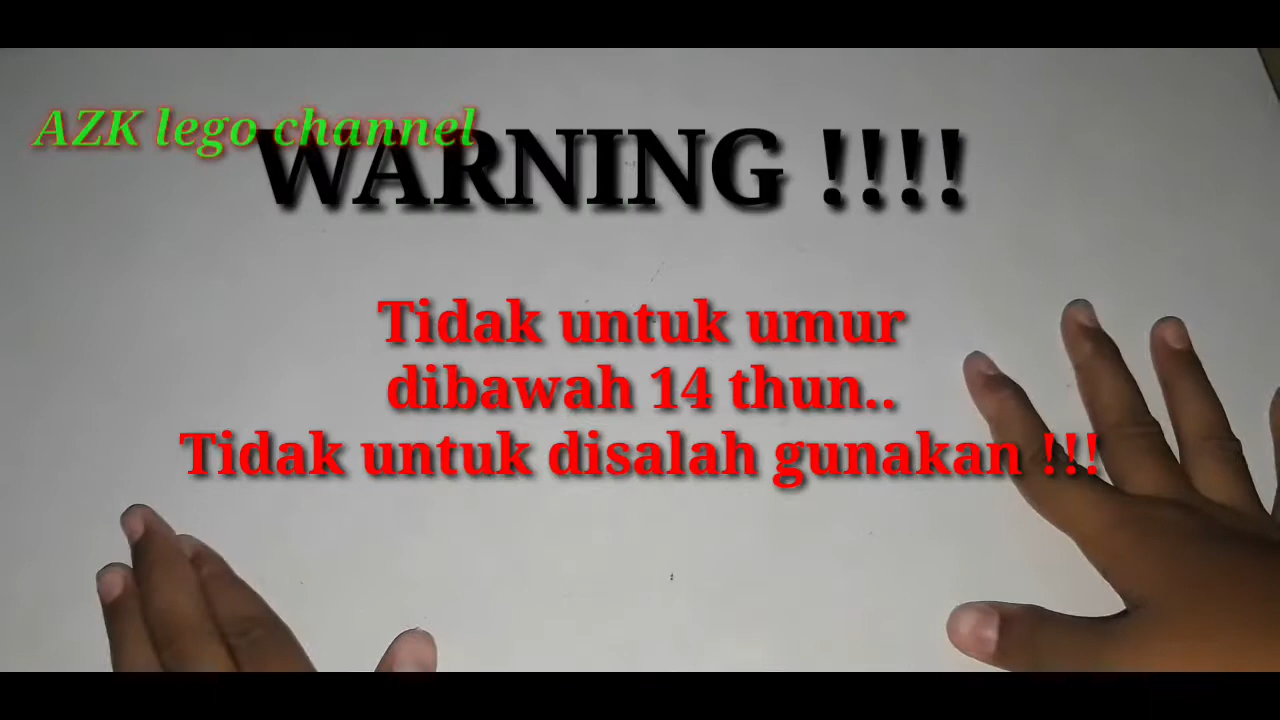 AZK lego channel
WARNING !!!!
Tidak untuk umur
dibawah 14 thun..
Tidak untuk disalah gunakan !!!